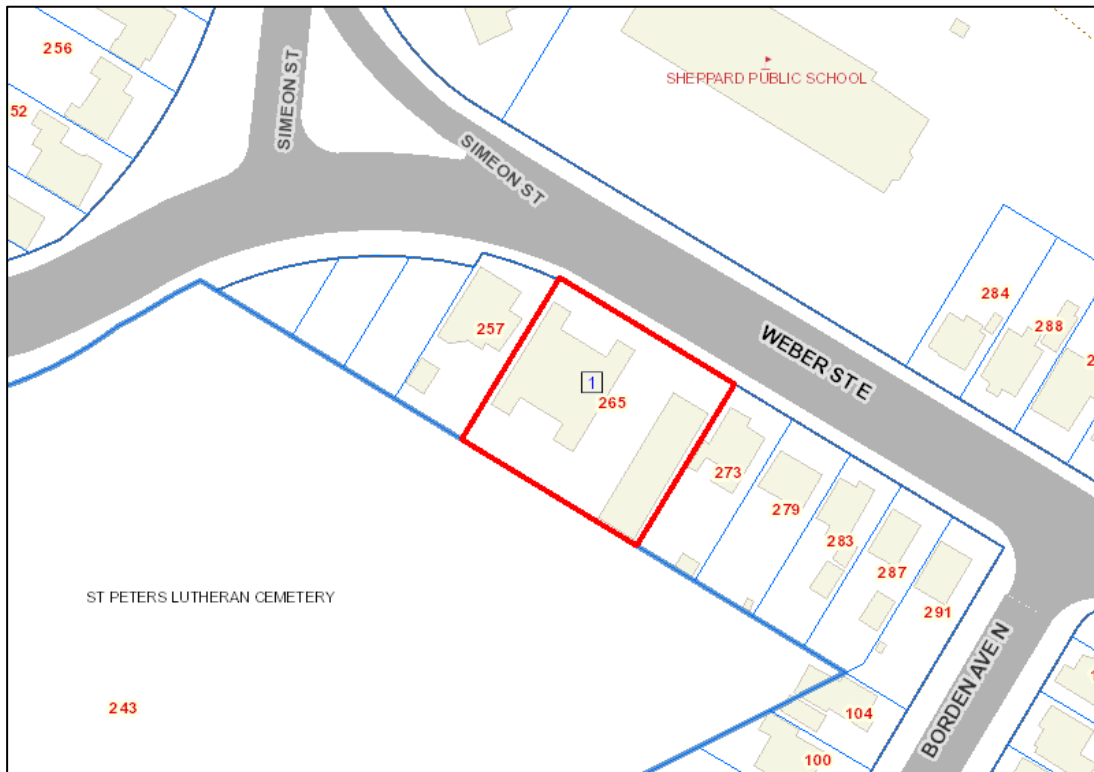 256
52
SIMEON ST
SIMEON ST
SHEPPARD PUBLIC SCHOOL
257
1
265
WEBER ST E
284
288
273
279
283
287
291
ST PETERS LUTHERAN CEMETERY
243
104
100
BORDEN AVE N